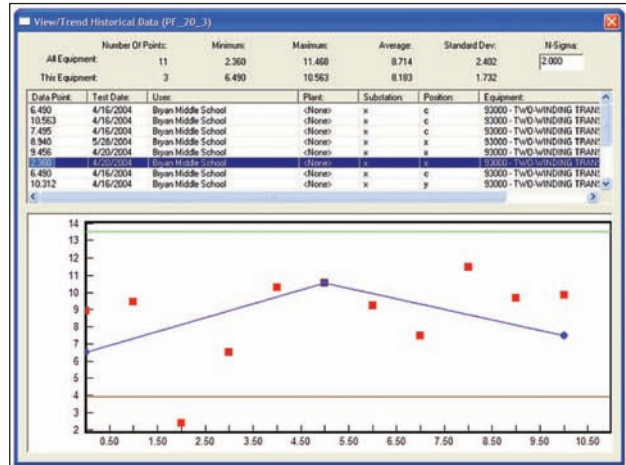 View/Trend Historical Data (PF_20_3)
Number Of Points: Minimum: Maximum: Average: Standard Dev: N-Sigma:
All Equipment: 11 2.360 11.468 8.714 2.402 2.000
This Equipment: 3 6.490 10.563 8.183 1.732
Data Point: Test Date: User: Plant: Substation: Position: Equipment:
6.490 4/16/2004 Bryan Middle School <None> x c 93000 - TWO-WINDING TRANS
10.563 4/16/2004 Bryan Middle School <None> x c 93000 - TWO-WINDING TRANS
7.495 4/16/2004 Bryan Middle School <None> x c 93000 - TWO-WINDING TRANS
8.940 5/28/2004 Bryan Middle School <None> x x 93000 - TWO-WINDING TRANS
9.456 4/20/2004 Bryan Middle School <None> x x 93000 - TWO-WINDING TRANS
2.360 4/20/2004 Bryan Middle School <None> x x 93000 - TWO-WINDING TRANS
6.490 4/16/2004 Bryan Middle School <None> x c 93000 - TWO-WINDING TRANS
10.312 4/16/2004 Bryan Middle School <None> x y 93000 - TWO-WINDING TRANS
14
13
12
11
10
9
8
7
6
5
4
3
2
0.50 1.50 2.50 3.50 4.50 5.50 6.50 7.50 8.50 9.50 10.50